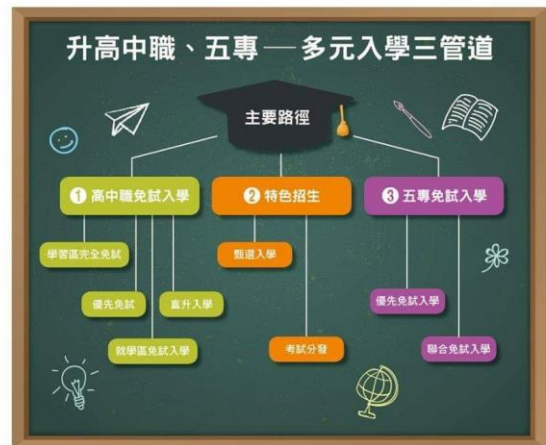 升高中職、五專 — 多元入學三管道
主要路徑
1 高中職免試入學
2 特色招生
3 五專免試入學
學習區完全免試
優先免試
直升入學
就學區免試入學
甄選入學
考試分發
優先免試入學
聯合免試入學